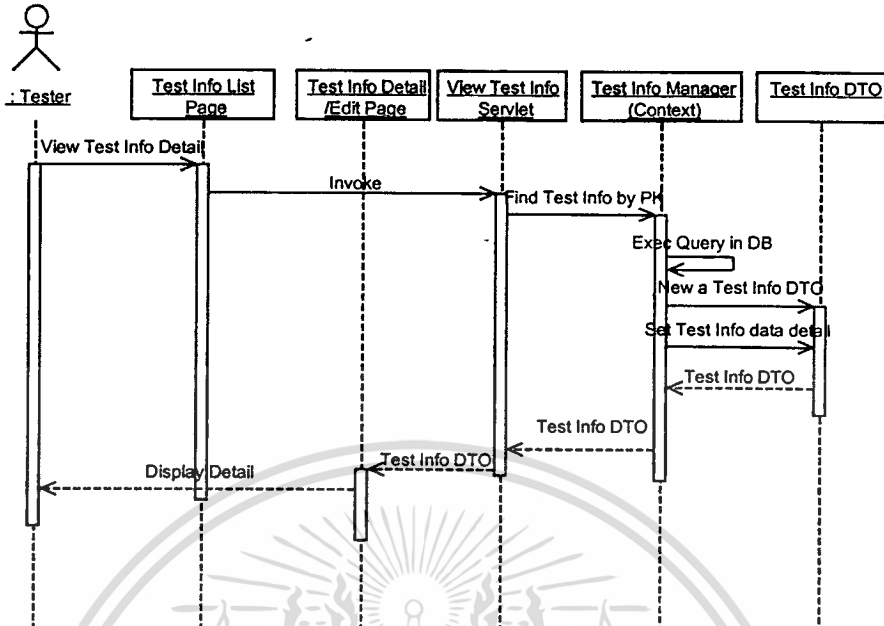 : Tester
Test Info List
Page
Test Info Detail
/Edit Page
View Test Info
Servlet
Test Info Manager
(Context)
Test Info DTO
View Test Info Detail
Invoke
Find Test Info by PK
Exec Query in DB
New a Test Info DTO
Set Test Info data detail
Test Info DTO
Test Info DTO
Test Info DTO
Display Detail